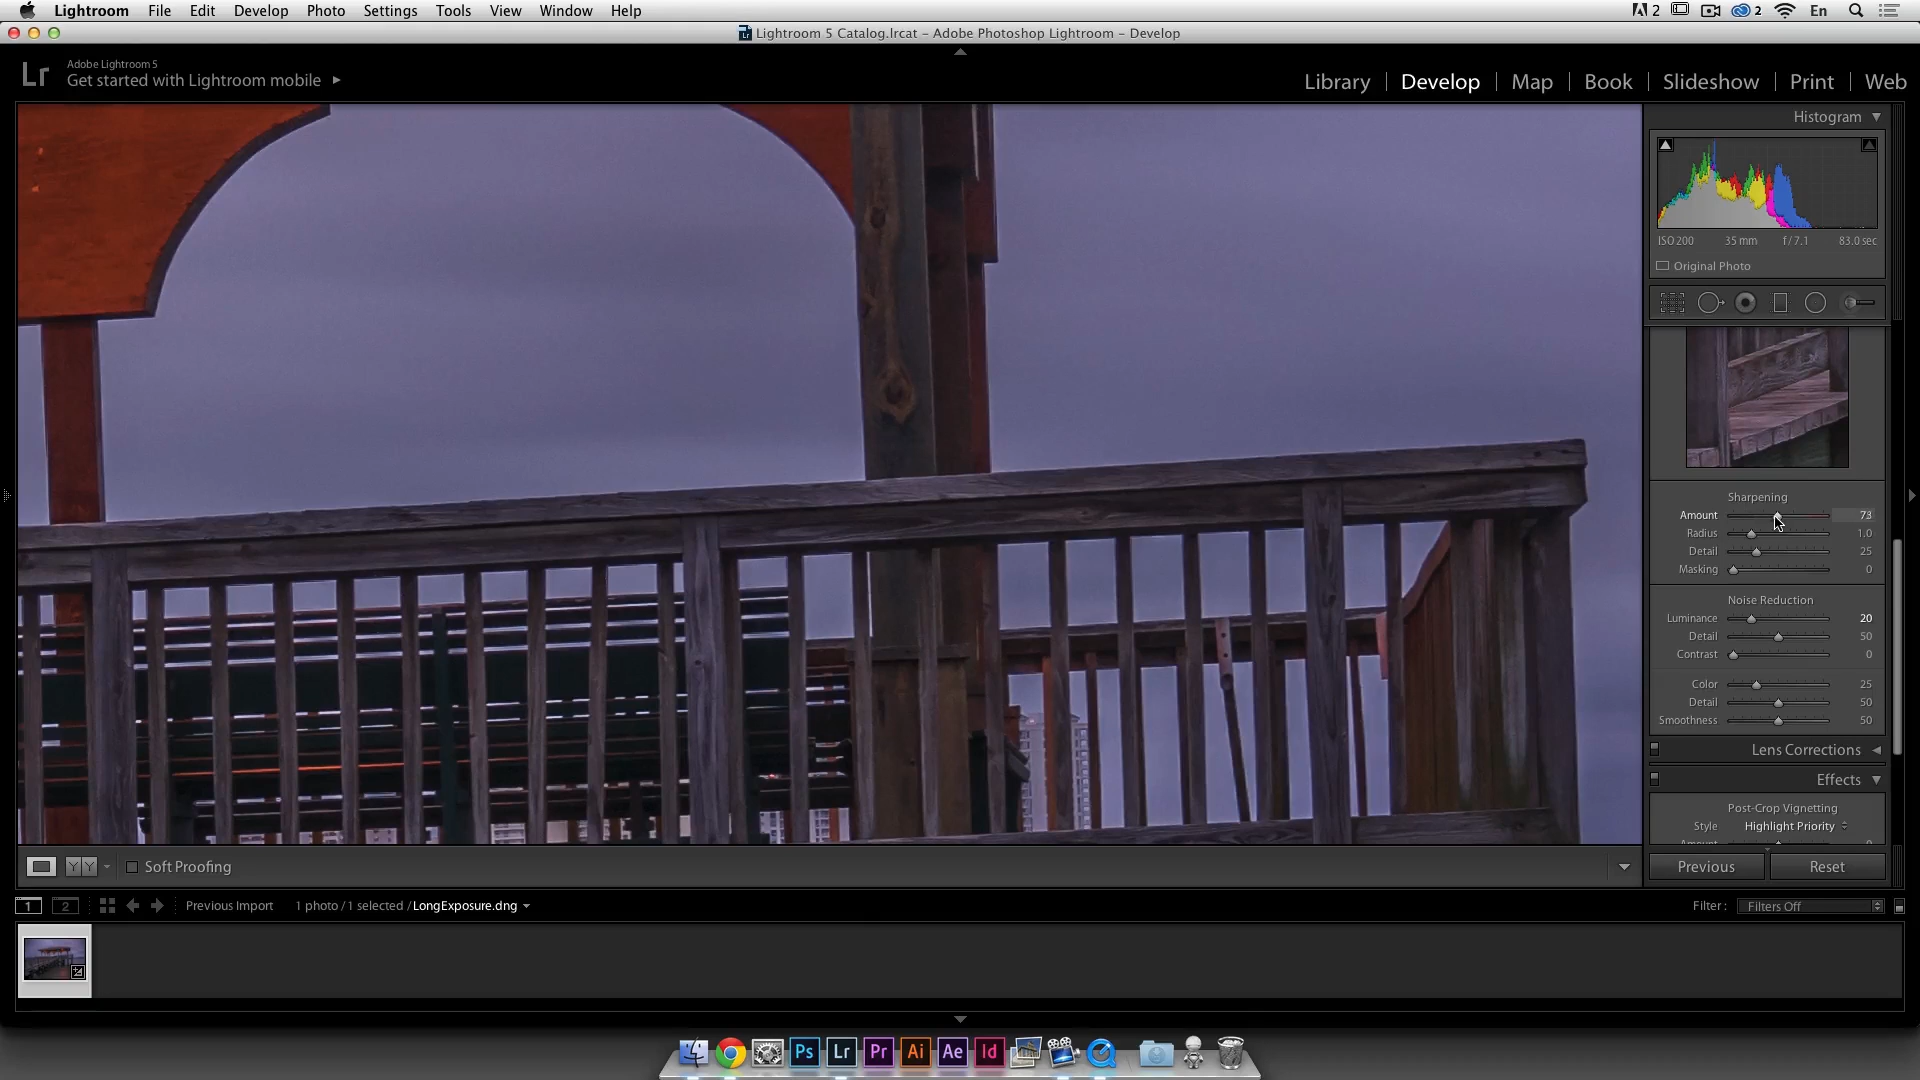 Lightroom File Edit Develop Photo Settings Tools View Window Help 2 2 En
Lightroom 5 Catalog.lrcat – Adobe Photoshop Lightroom – Develop
Lr Adobe Lightroom 5
Get started with Lightroom mobile
Library | Develop | Map | Book | Slideshow | Print | Web
Histogram
ISO 200 35 mm f / 7.1 83.0 sec
Original Photo
Sharpening
Amount 73
Radius 1.0
Detail 25
Masking 0
Noise Reduction
Luminance 20
Detail 50
Contrast 0
Color 25
Detail 50
Smoothness 50
Lens Corrections
Effects
Post-Crop Vignetting
Style Highlight Priority
Amount 0
Y Y Soft Proofing
Previous Reset
1 2 Previous Import 1 photo / 1 selected / LongExposure.dng Filter : Filters Off
Ps Lr Pr Ai Ae Id